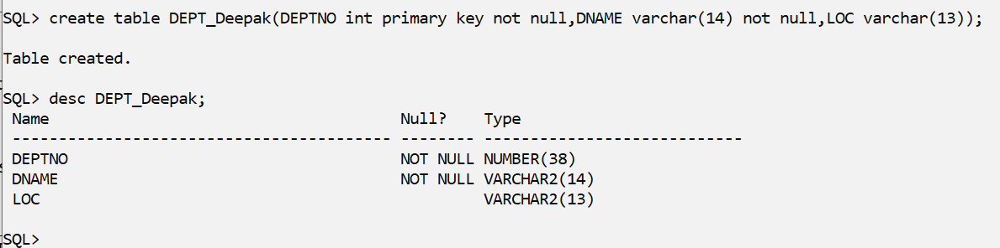 SQL> create table DEPT_Deepak(DEPTNO int primary key not null,DNAME varchar(14) not null,LOC varchar(13));
Table created.
SQL> desc DEPT_Deepak;
 Name                                      Null?    Type
 ----------------------------------------- -------- ----------------------------
 DEPTNO                                    NOT NULL NUMBER(38)
 DNAME                                     NOT NULL VARCHAR2(14)
 LOC                                                VARCHAR2(13)
SQL>